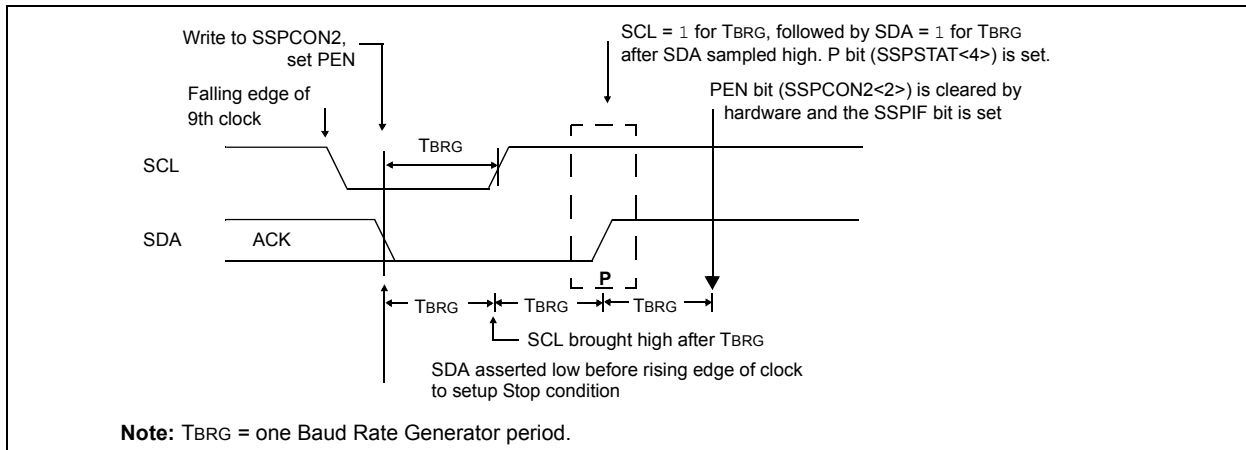 Write to SSPCON2,
set PEN
SCL = 1 for TBRG, followed by SDA = 1 for TBRG
after SDA sampled high. P bit (SSPSTAT<4>) is set.
Falling edge of
9th clock
PEN bit (SSPCON2<2>) is cleared by
hardware and the SSPIF bit is set
TBRG
SCL
SDA
ACK
P
TBRG
TBRG
TBRG
SCL brought high after TBRG
SDA asserted low before rising edge of clock
to setup Stop condition
Note: TBRG = one Baud Rate Generator period.